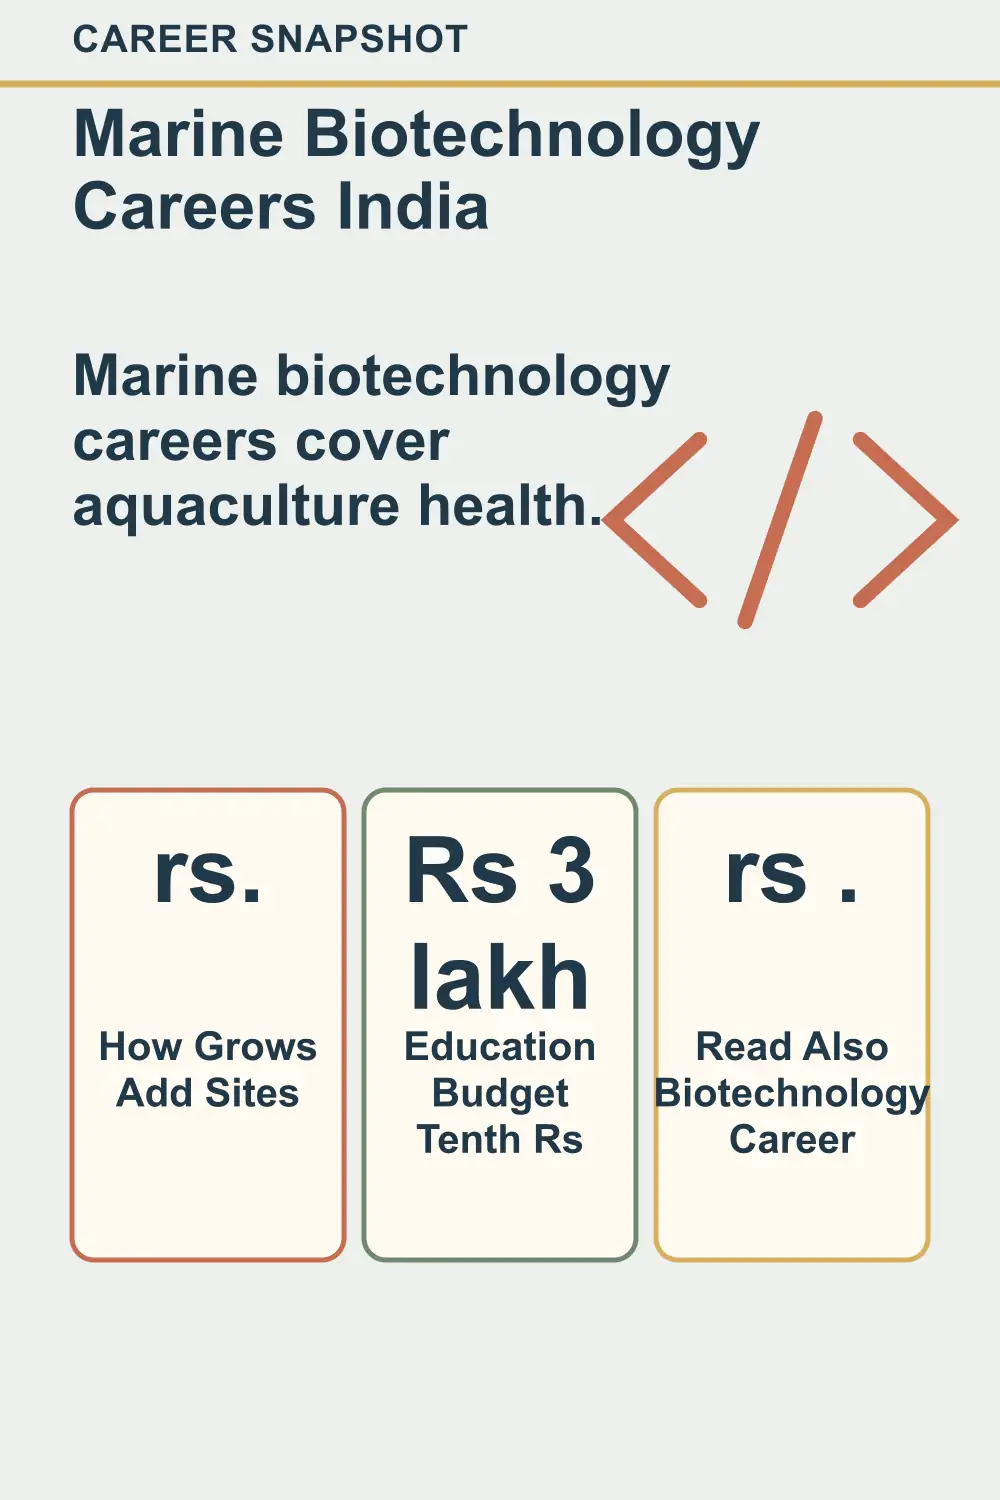 CAREER SNAPSHOT
Marine Biotechnology
Careers India
Marine biotechnology
careers cover
aquaculture health.
rs.
How Grows
Add Sites
Rs 3
lakh
Education
Budget
Tenth Rs
rs .
Read Also
Biotechnology
Career